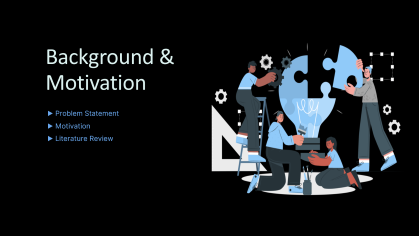 Background &
Motivation
Problem Statement
Motivation
Literature Review